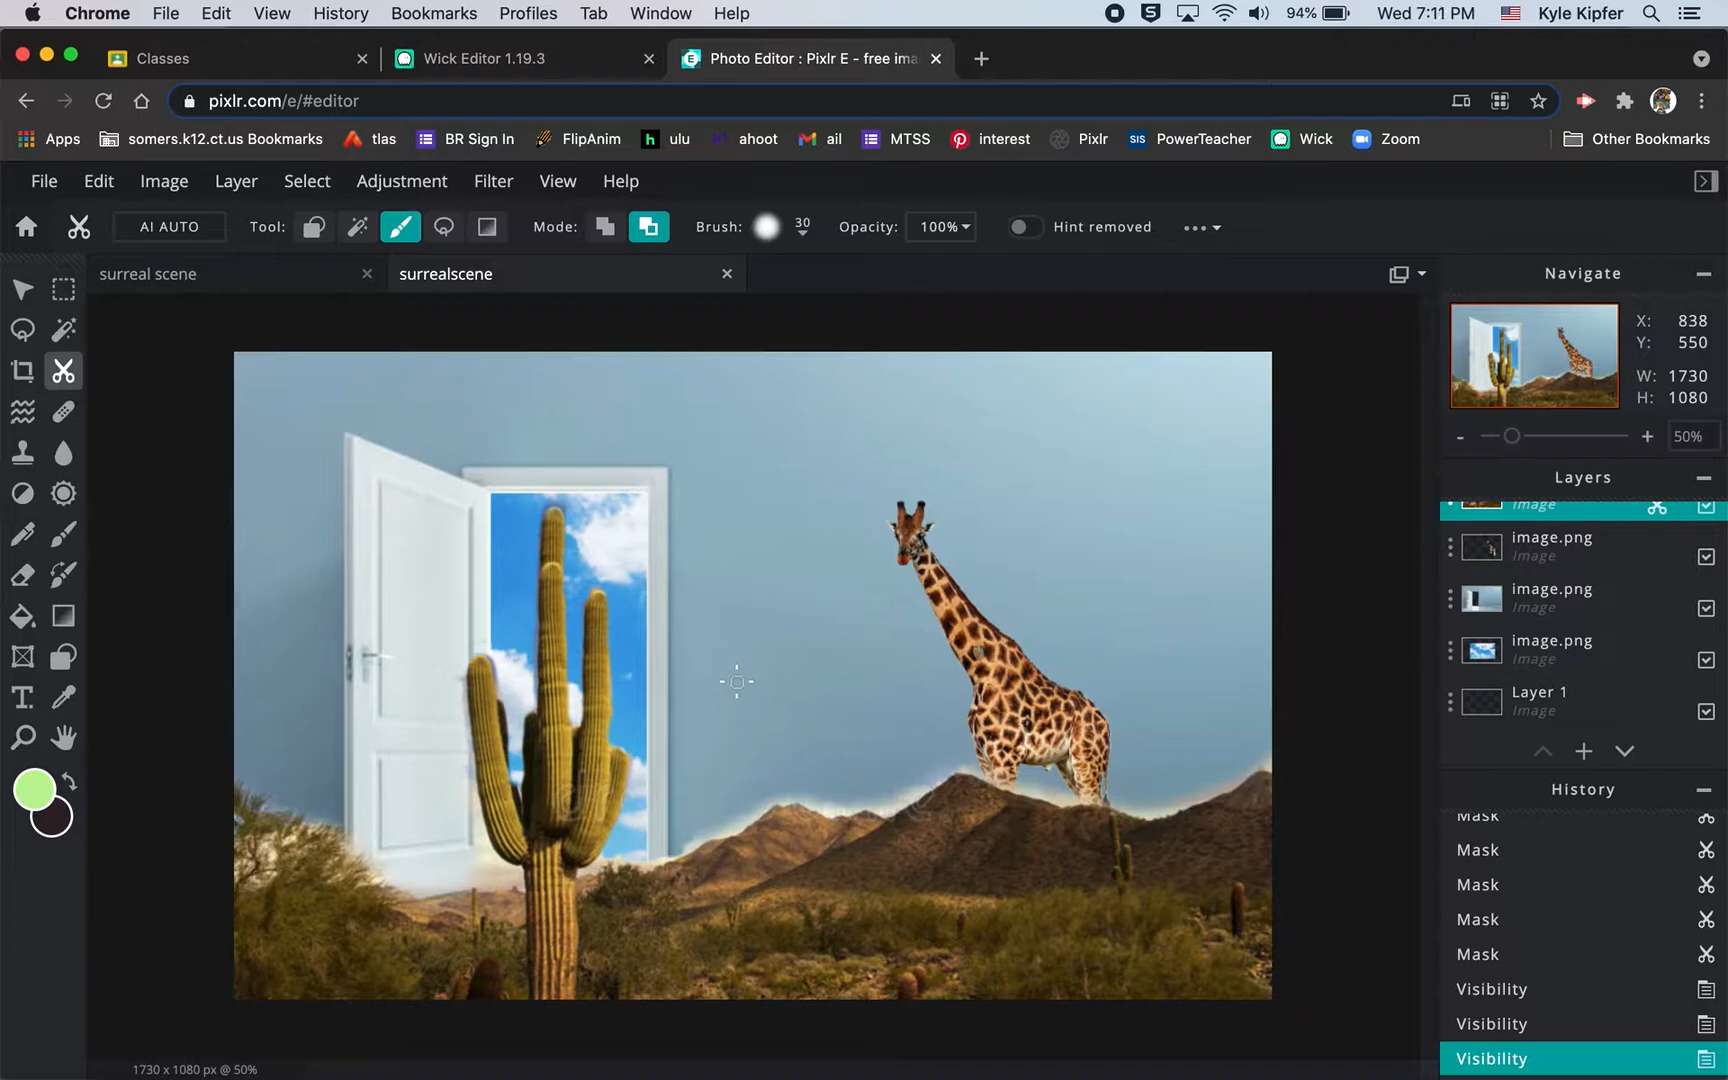 Chrome File Edit View History Bookmarks Profiles Tab Window Help 94% Wed 7:11 PM Kyle Kipfer
Classes Wick Editor 1.19.3 Photo Editor : Pixlr E - free ima
pixlr.com/e/#editor
Apps somers.k12.ct.us Bookmarks tlas BR Sign In FlipAnim ulu ahoot ail MTSS interest Pixlr SIS PowerTeacher Wick Zoom Other Bookmarks
File Edit Image Layer Select Adjustment Filter View Help
AI AUTO Tool: Mode: Brush: 30 Opacity: 100% Hint removed
surreal scene surrealscene Navigate
X: 838
Y: 550
W: 1730
H: 1080
- + 50%
Layers
Image
image.png
Image
image.png
Image
image.png
Image
Layer 1
Image
History
Mask
Mask
Mask
Mask
Mask
Visibility
Visibility
Visibility
1730 x 1080 px @ 50%